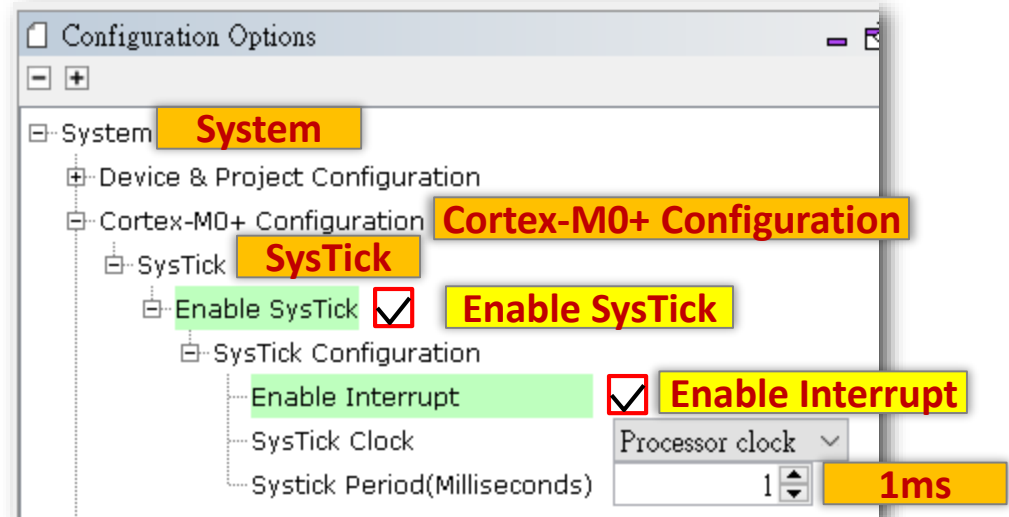 Configuration Options
System System
Device & Project Configuration
Cortex-M0+ Configuration Cortex-M0+ Configuration
SysTick SysTick
Enable SysTick Enable SysTick
SysTick Configuration
Enable Interrupt Enable Interrupt
SysTick Clock Processor clock
Systick Period(Milliseconds) 1 1ms